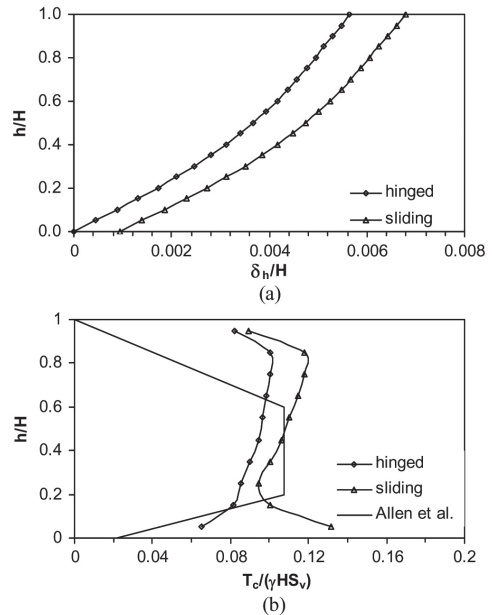 1.0
0.8
0.6
0.4
0.2
0.0
h/H
hinged
sliding
0
0.002
0.004
0.006
0.008
δh/H
(a)
1
0.8
0.6
0.4
0.2
0
h/H
hinged
sliding
Allen et al.
0
0.04
0.08
0.12
0.16
0.2
Tc/(γHSv)
(b)